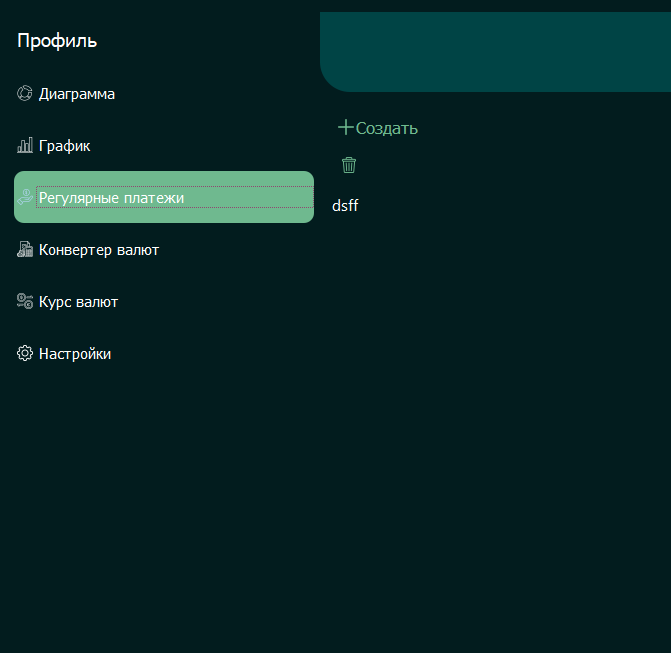 Профиль
Диаграмма
График
Регулярные платежи
Конвертер валют
Курс валют
Настройки
Создать
dsff